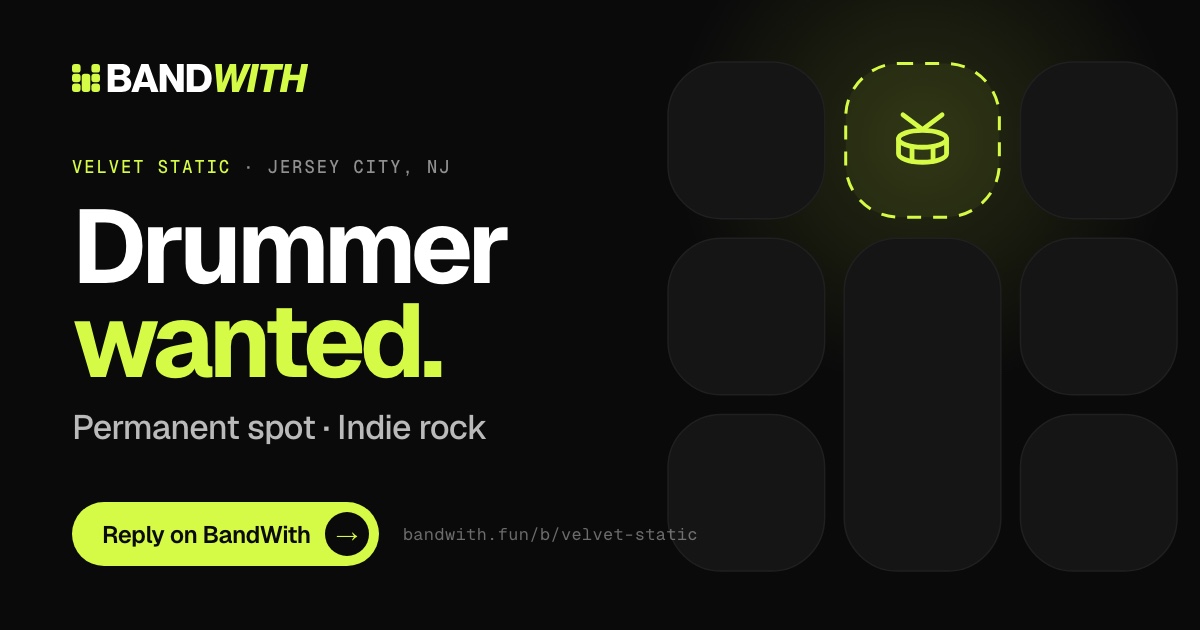 BANDWITH
VELVET STATIC · JERSEY CITY, NJ
Drummer
wanted.
Permanent spot · Indie rock
Reply on BandWith →
bandwith.fun/b/velvet-static